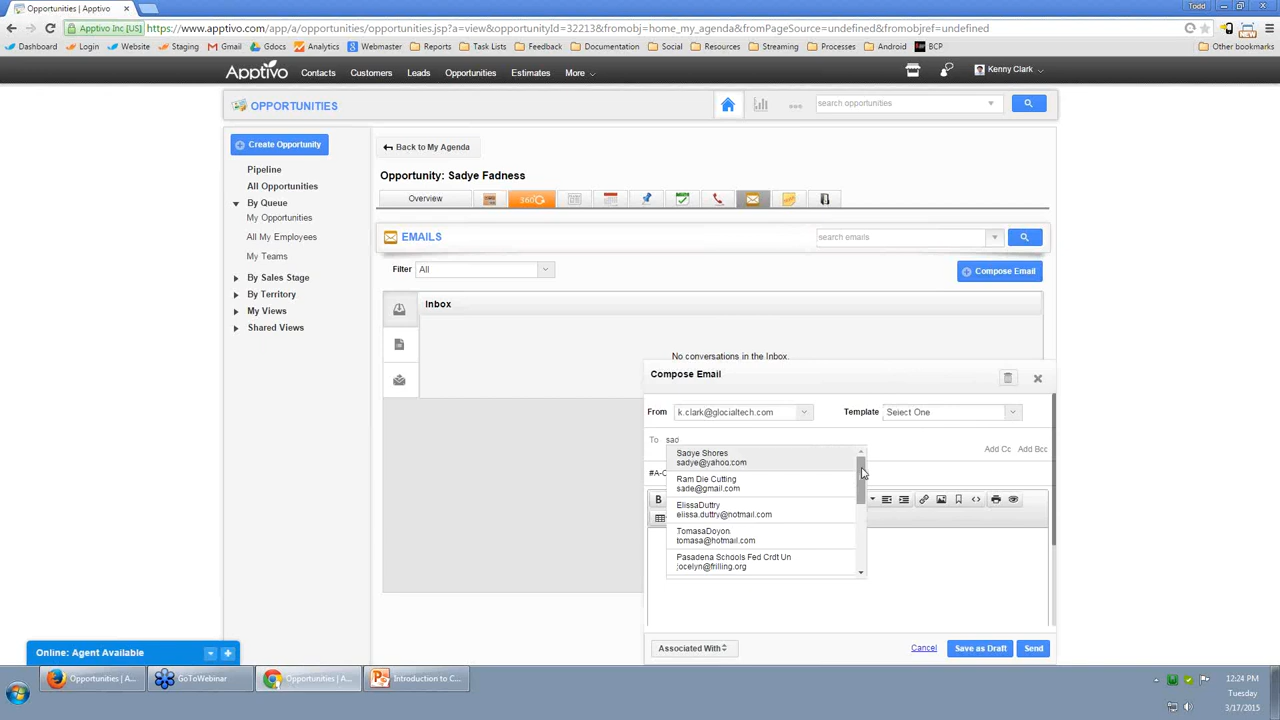 Opportunities | Apptivo
Todd
Apptivo Inc [US]
https://www.apptivo.com/app/a/opportunities/opportunities.jsp?a=view&opportunityId=32213&fromobj=home_my_agenda&fromPageSource=undefined&fromobjref=undefined
Dashboard Login Website Staging Gmail Gdocs Analytics Webmaster Reports Task Lists Feedback Documentation Social Resources Streaming Processes Android BCP Other bookmarks
Apptivo Contacts Customers Leads Opportunities Estimates More Kenny Clark
OPPORTUNITIES search opportunities
Create Opportunity
Pipeline
All Opportunities
By Queue
My Opportunities
All My Employees
My Teams
By Sales Stage
By Territory
My Views
Shared Views
Back to My Agenda
Opportunity: Sadye Fadness
Overview 360
EMAILS search emails
Filter All Compose Email
Inbox
No conversations in the Inbox.
Compose Email
From k.clark@glocialtech.com Template Select One
To sad Add Cc Add Bcc
Sadye Shores
sadye@yahoo.com
#A-O
Ram Die Cutting
sade@gmail.com
B
ElissaDuttry
elissa.duttry@hotmail.com
TomasaDoyon
tomasa@hotmail.com
Pasadena Schools Fed Crdt Un
jocelyn@frilling.org
Associated With Cancel Save as Draft Send
Online: Agent Available
Opportunities | A... GoToWebinar Opportunities | A... Introduction to C...
12:24 PM
Tuesday
3/17/2015